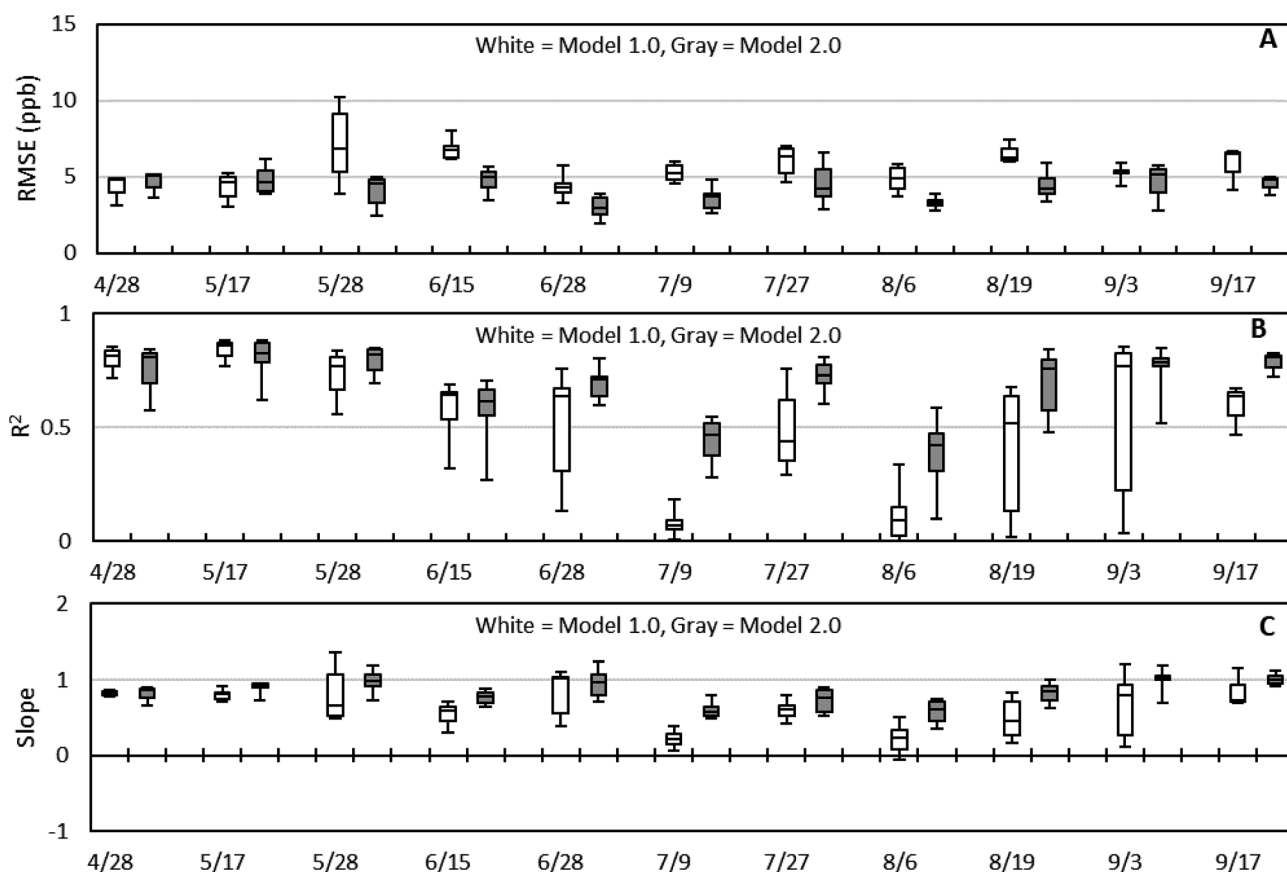 15
10
5
0
RMSE (ppb)
White = Model 1.0, Gray = Model 2.0
A
4/28 5/17 5/28 6/15 6/28 7/9 7/27 8/6 8/19 9/3 9/17
1
0.5
0
R²
White = Model 1.0, Gray = Model 2.0
B
4/28 5/17 5/28 6/15 6/28 7/9 7/27 8/6 8/19 9/3 9/17
2
1
0
-1
Slope
White = Model 1.0, Gray = Model 2.0
C
4/28 5/17 5/28 6/15 6/28 7/9 7/27 8/6 8/19 9/3 9/17